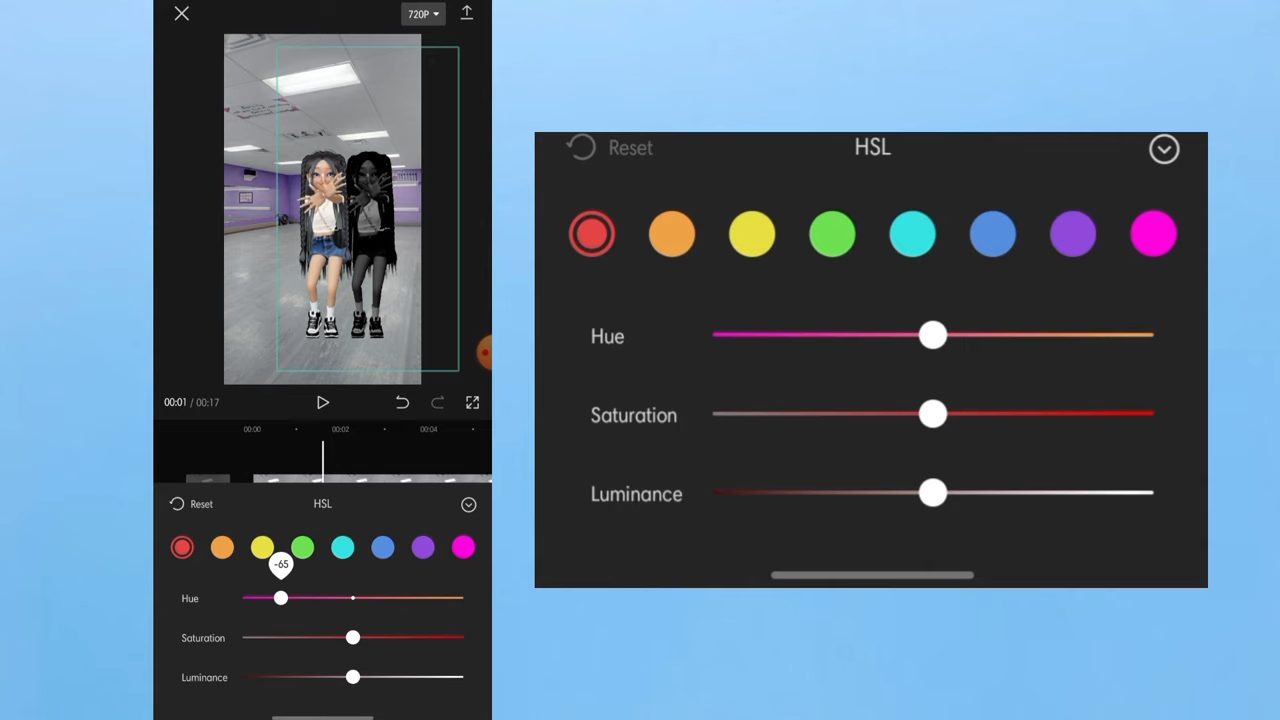 720P
00:01 / 00:17
00:00
00:02
00:04
Reset
HSL
-65
Hue
Saturation
Luminance
Reset
HSL
Hue
Saturation
Luminance